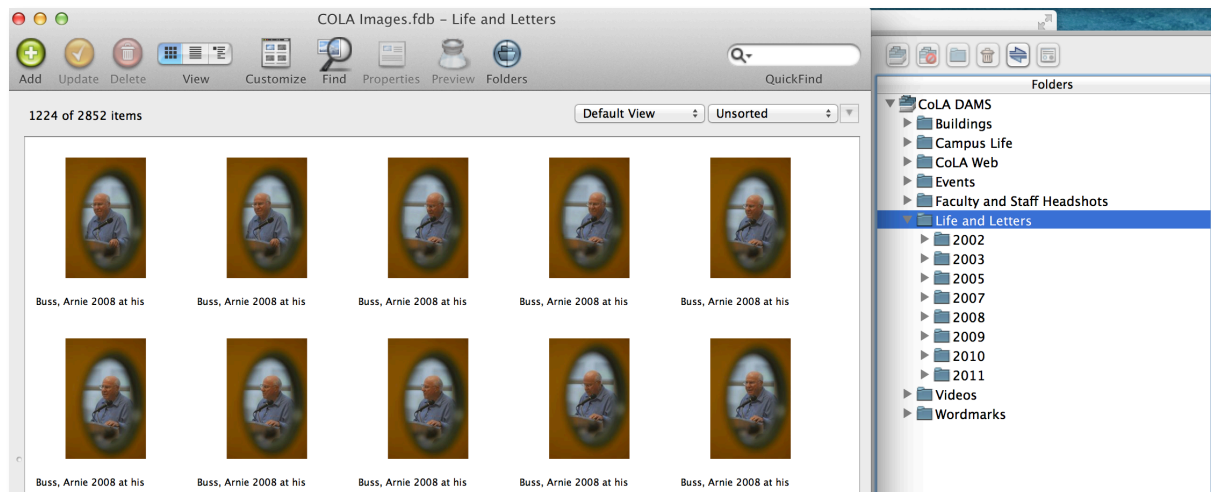 COLA Images.fdb – Life and Letters
Add Update Delete View Customize Find Properties Preview Folders QuickFind
1224 of 2852 items
Default View Unsorted
Buss, Arnie 2008 at his Buss, Arnie 2008 at his Buss, Arnie 2008 at his Buss, Arnie 2008 at his Buss, Arnie 2008 at his
Buss, Arnie 2008 at his Buss, Arnie 2008 at his Buss, Arnie 2008 at his Buss, Arnie 2008 at his Buss, Arnie 2008 at his
Folders
CoLA DAMS
Buildings
Campus Life
CoLA Web
Events
Faculty and Staff Headshots
Life and Letters
2002
2003
2005
2007
2008
2009
2010
2011
Videos
Wordmarks